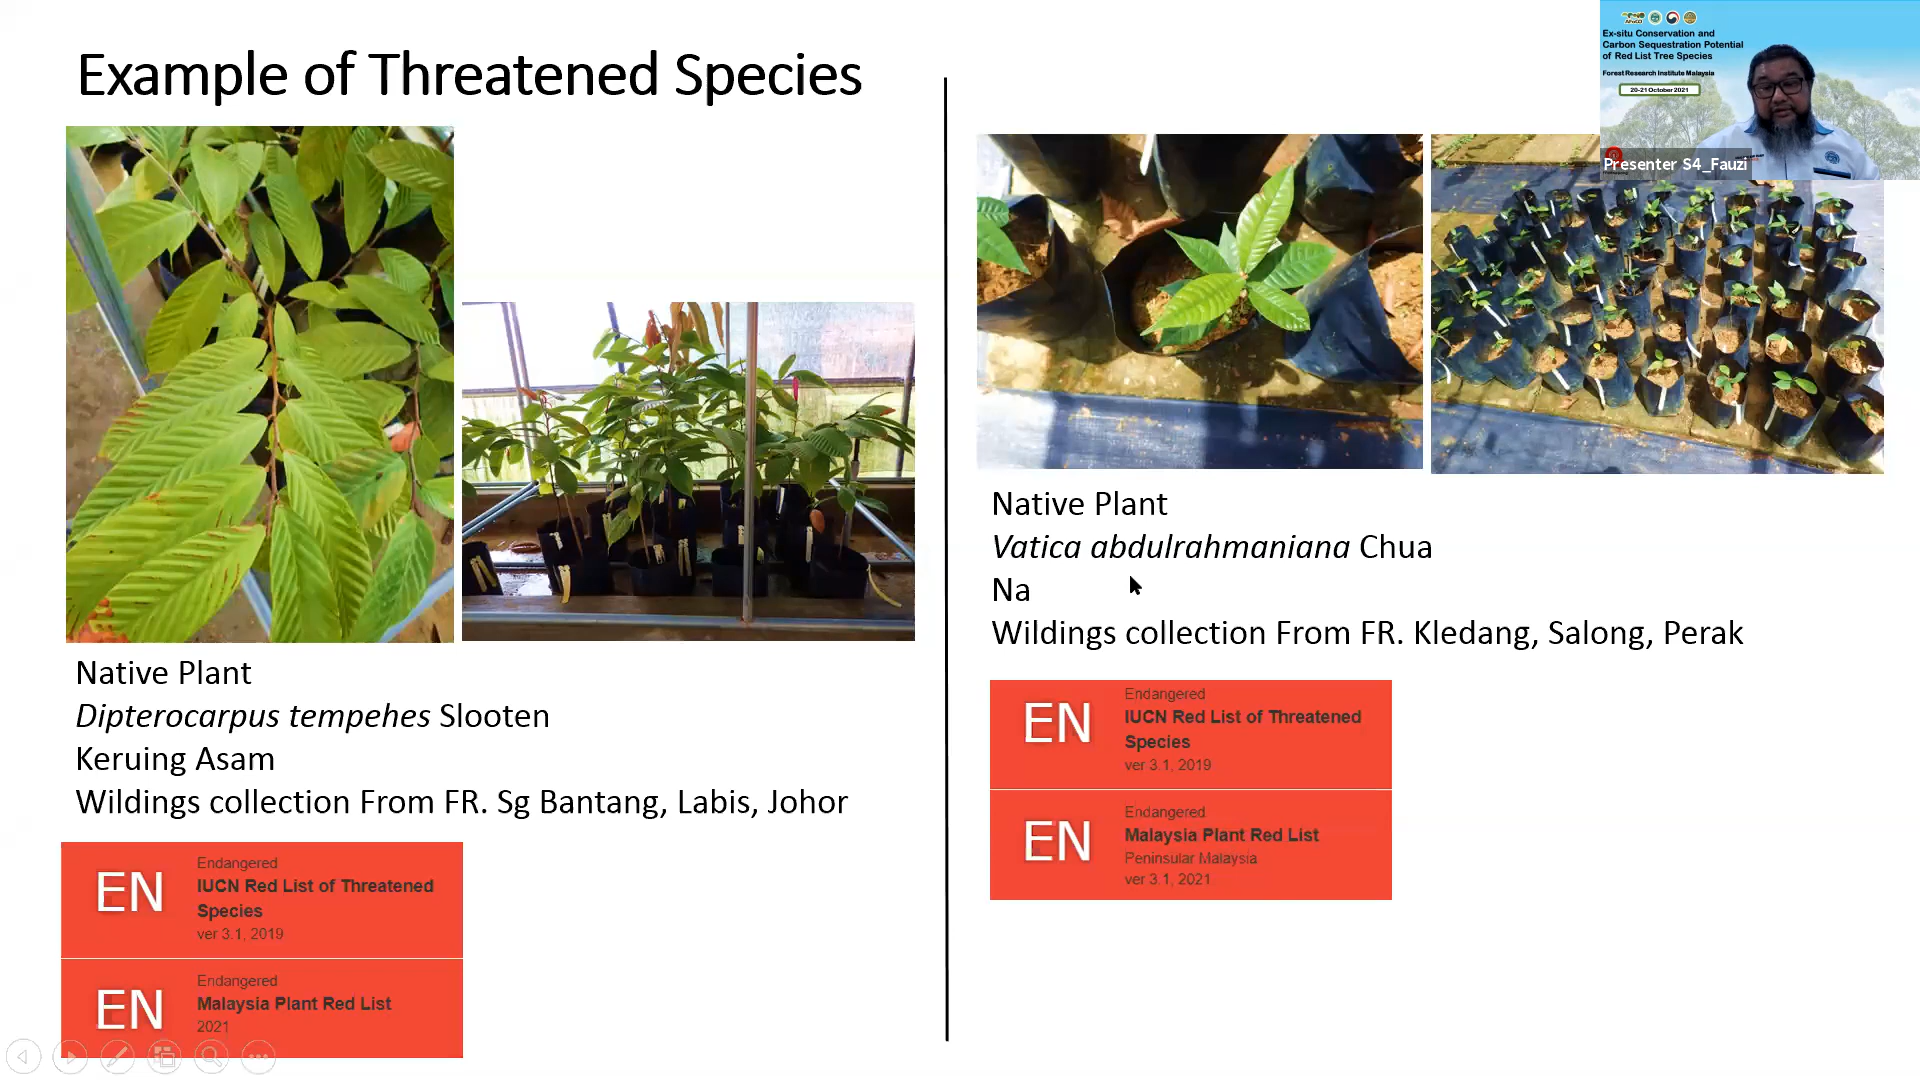 Example of Threatened Species
Native Plant
Dipterocarpus tempehes Slooten
Keruing Asam
Wildings collection From FR. Sg Bantang, Labis, Johor
EN
Endangered
IUCN Red List of Threatened
Species
ver 3.1, 2019
EN
Endangered
Malaysia Plant Red List
2021
Native Plant
Vatica abdulrahmaniana Chua
Na
Wildings collection From FR. Kledang, Salong, Perak
EN
Endangered
IUCN Red List of Threatened
Species
ver 3.1, 2019
EN
Endangered
Malaysia Plant Red List
Peninsular Malaysia
ver 3.1, 2021
Ex-situ Conservation and
Carbon Sequestration Potential
of Red List Tree Species
Forest Research Institute Malaysia
20-21 October 2021
Presenter S4_Fauzi